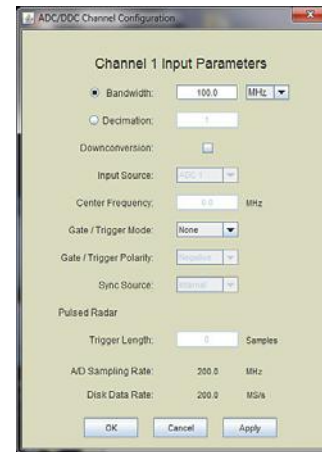 ADC/DDC Channel Configuration
Channel 1 Input Parameters
Bandwidth: 100.0 MHz
Decimation: 1
Downconversion:
Input Source: ADC 1
Center Frequency: 0.0 MHz
Gate / Trigger Mode: None
Gate / Trigger Polarity: Negative
Sync Source: Internal
Pulsed Radar
Trigger Length: 0 Samples
A/D Sampling Rate: 200.0 MHz
Disk Data Rate: 200.0 MS/s
OK Cancel Apply